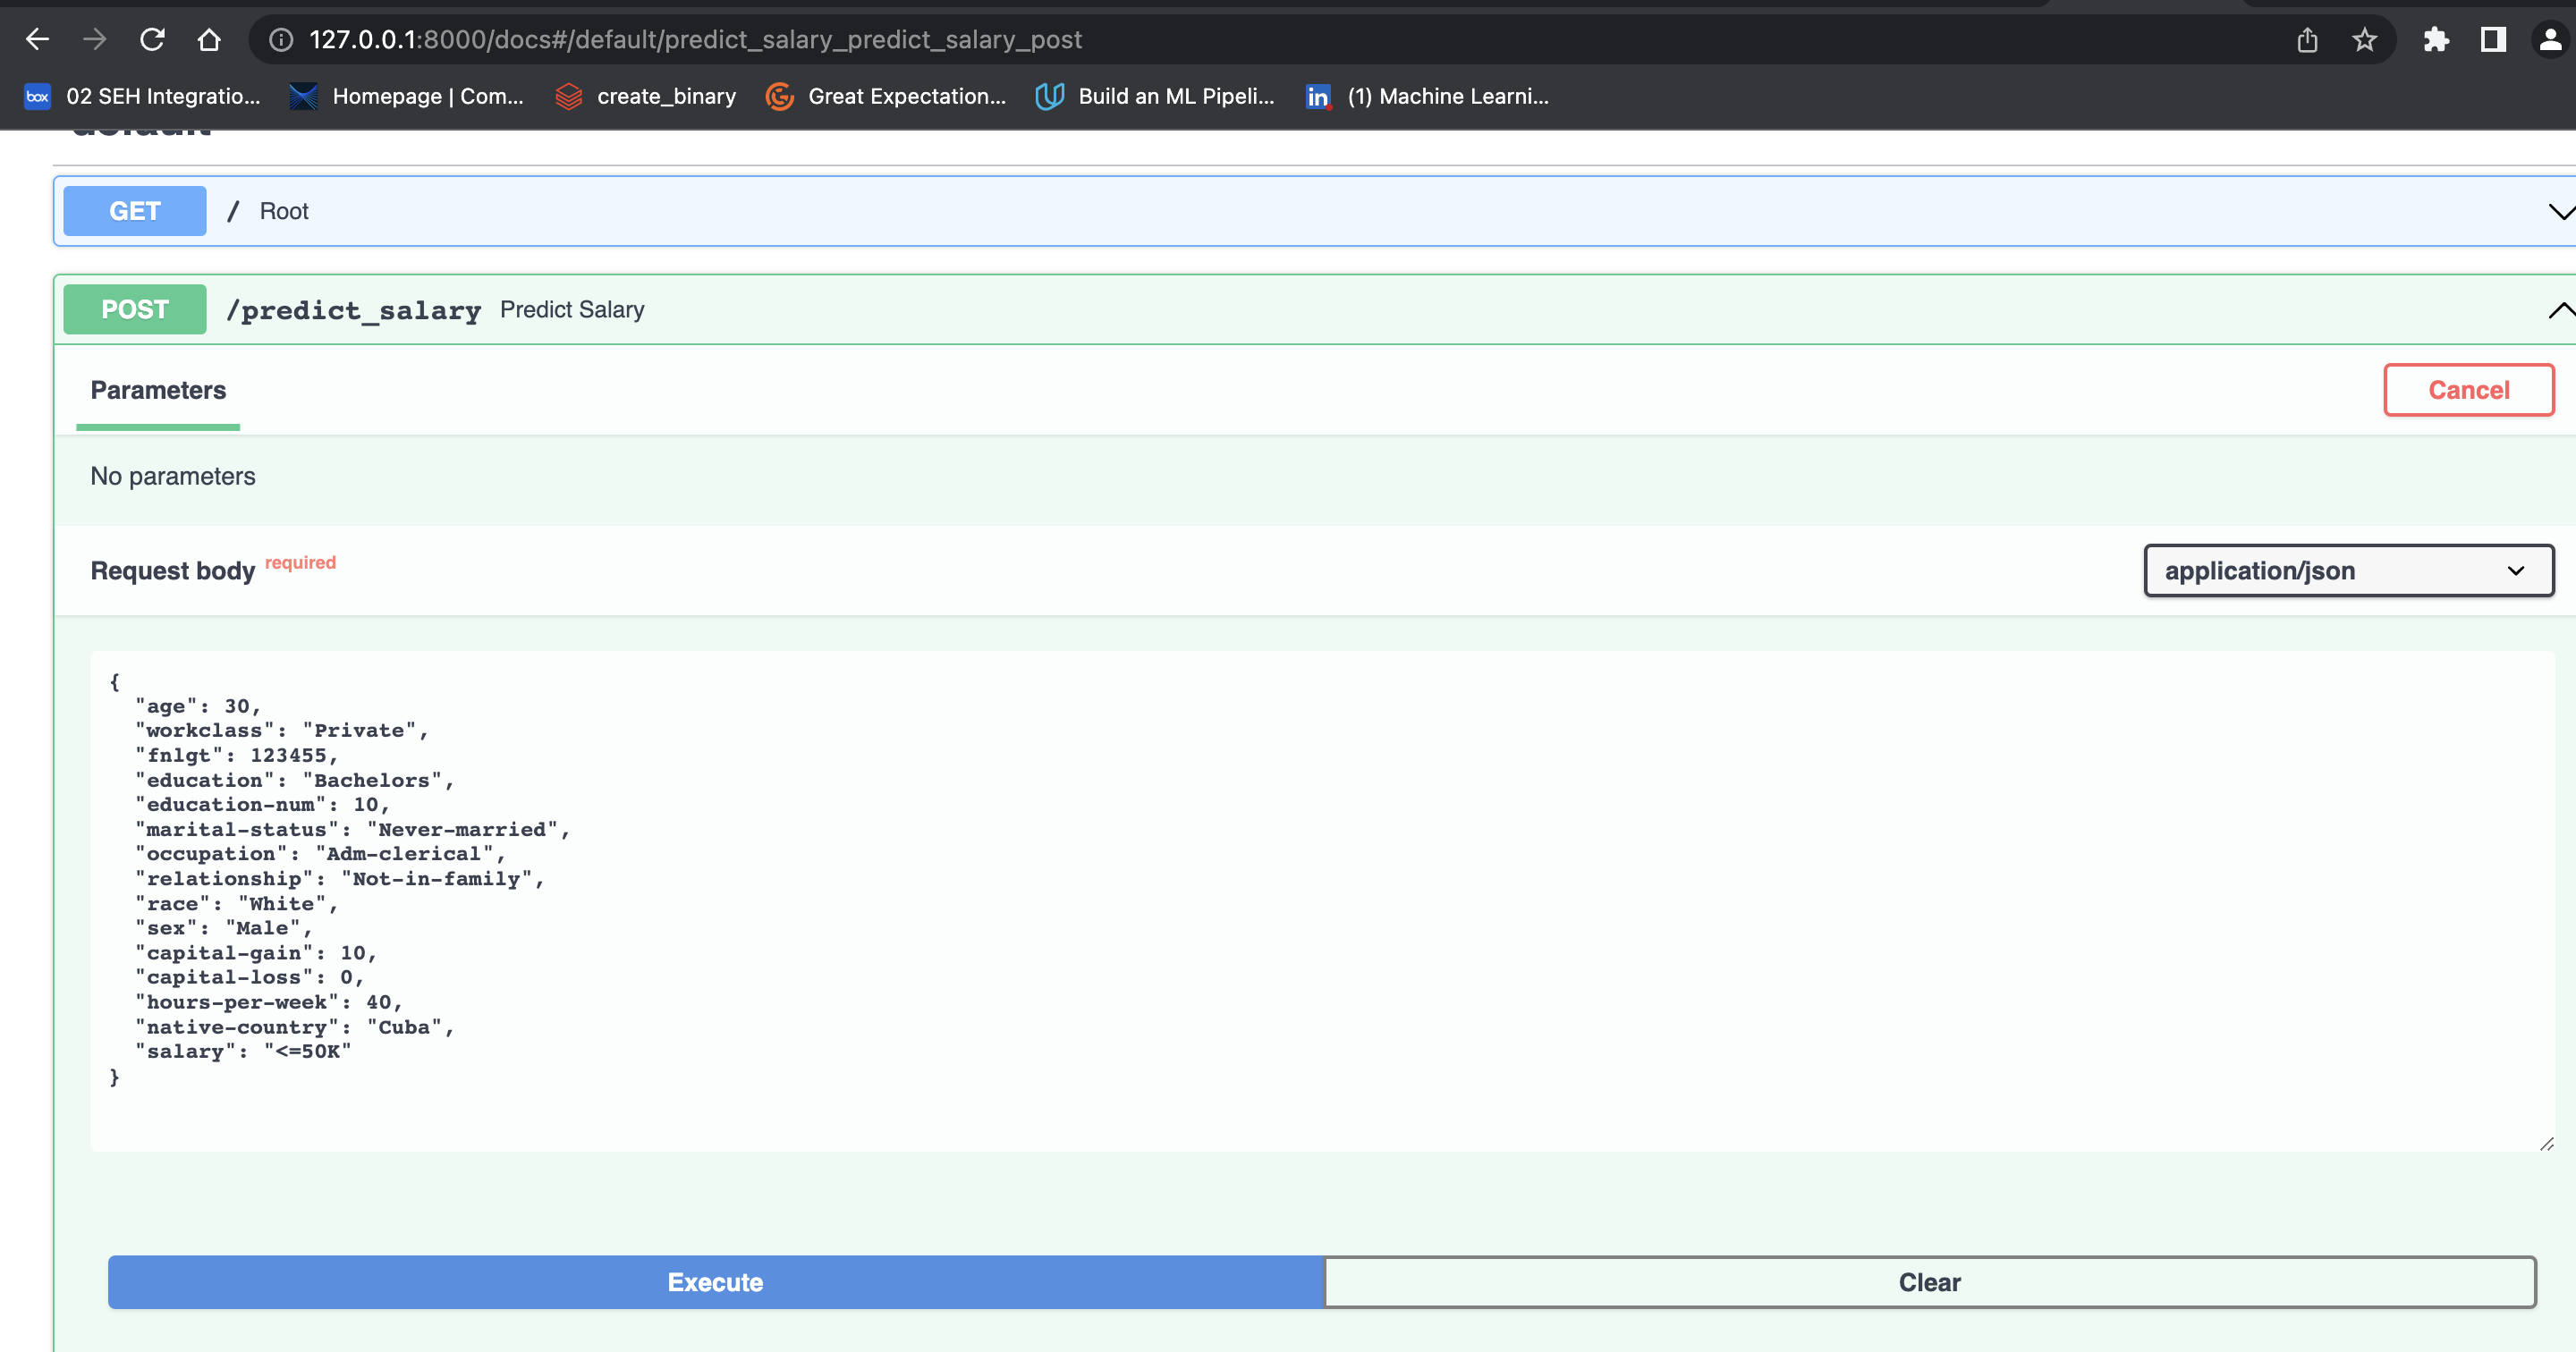 127.0.0.1:8000/docs#/default/predict_salary_predict_salary_post
box 02 SEH Integratio... Homepage | Com... create_binary Great Expectation... Build an ML Pipeli... in (1) Machine Learni...
default
GET / Root
POST /predict_salary Predict Salary
Parameters Cancel
No parameters
Request body required application/json
{
"age": 30,
"workclass": "Private",
"fnlgt": 123455,
"education": "Bachelors",
"education-num": 10,
"marital-status": "Never-married",
"occupation": "Adm-clerical",
"relationship": "Not-in-family",
"race": "White",
"sex": "Male",
"capital-gain": 10,
"capital-loss": 0,
"hours-per-week": 40,
"native-country": "Cuba",
"salary": "<=50K"
}
Execute Clear